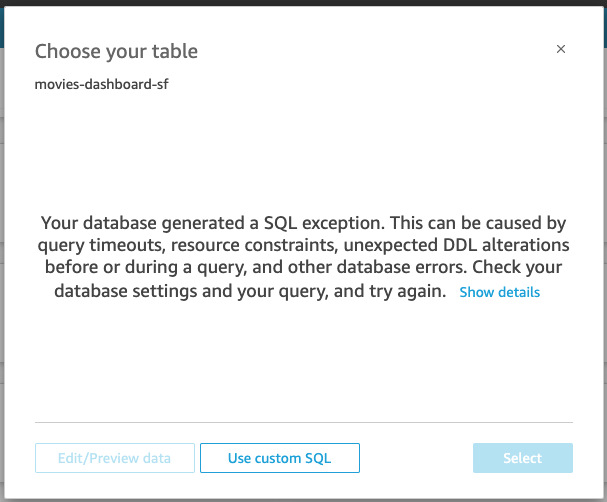 Choose your table
movies-dashboard-sf
Your database generated a SQL exception. This can be caused by
query timeouts, resource constraints, unexpected DDL alterations
before or during a query, and other database errors. Check your
database settings and your query, and try again. Show details
Edit/Preview data Use custom SQL Select